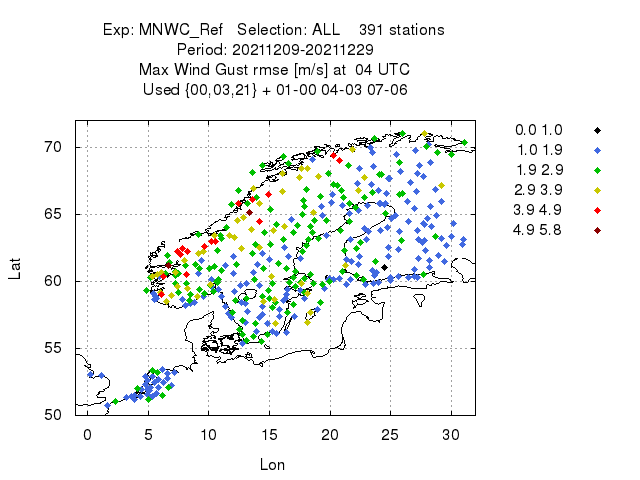 Exp: MNWC_Ref Selection: ALL 391 stations
Period: 20211209-20211229
Max Wind Gust rmse [m/s] at 04 UTC
Used {00,03,21} + 01-00 04-03 07-06
0.0 1.0
1.0 1.9
1.9 2.9
2.9 3.9
3.9 4.9
4.9 5.8
Lat
70
65
60
55
50
0 5 10 15 20 25 30
Lon